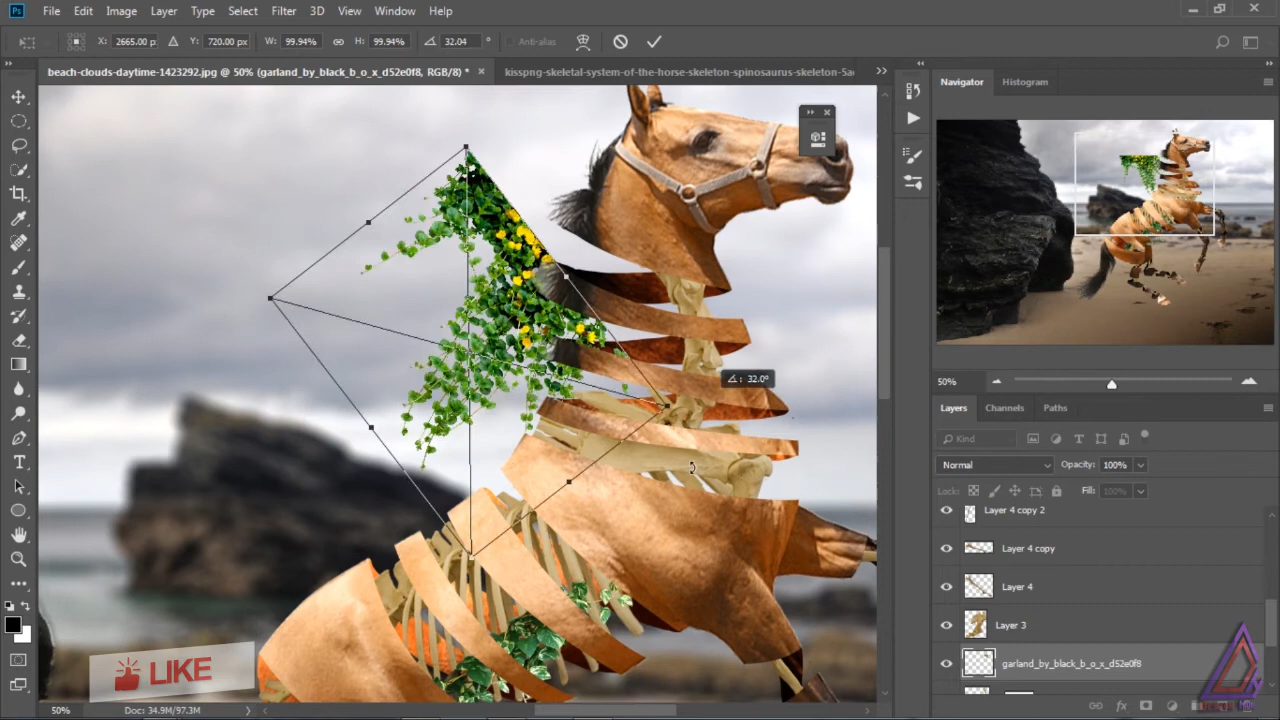 Ps File Edit Image Layer Type Select Filter 3D View Window Help
X: 2665.00 p: Y: 720.00 px W: 99.94% H: 99.94% 32.04 ° Anti-alias
beach-clouds-daytime-1423292.jpg @ 50% (garland_by_black_b_o_x_d52e0f8, RGB/8) * × kisspng-skeletal-system-of-the-horse-skeleton-spinosaurus-skeleton-5ac
Navigator Histogram
50%
: 32.0°
Layers Channels Paths
Kind
Normal Opacity: 100%
Lock: Fill: 100%
Layer 4 copy 2
Layer 4 copy
Layer 4
Layer 3
garland_by_black_b_o_x_d52e0f8
LIKE
50% Doc: 34.9M/97.3M